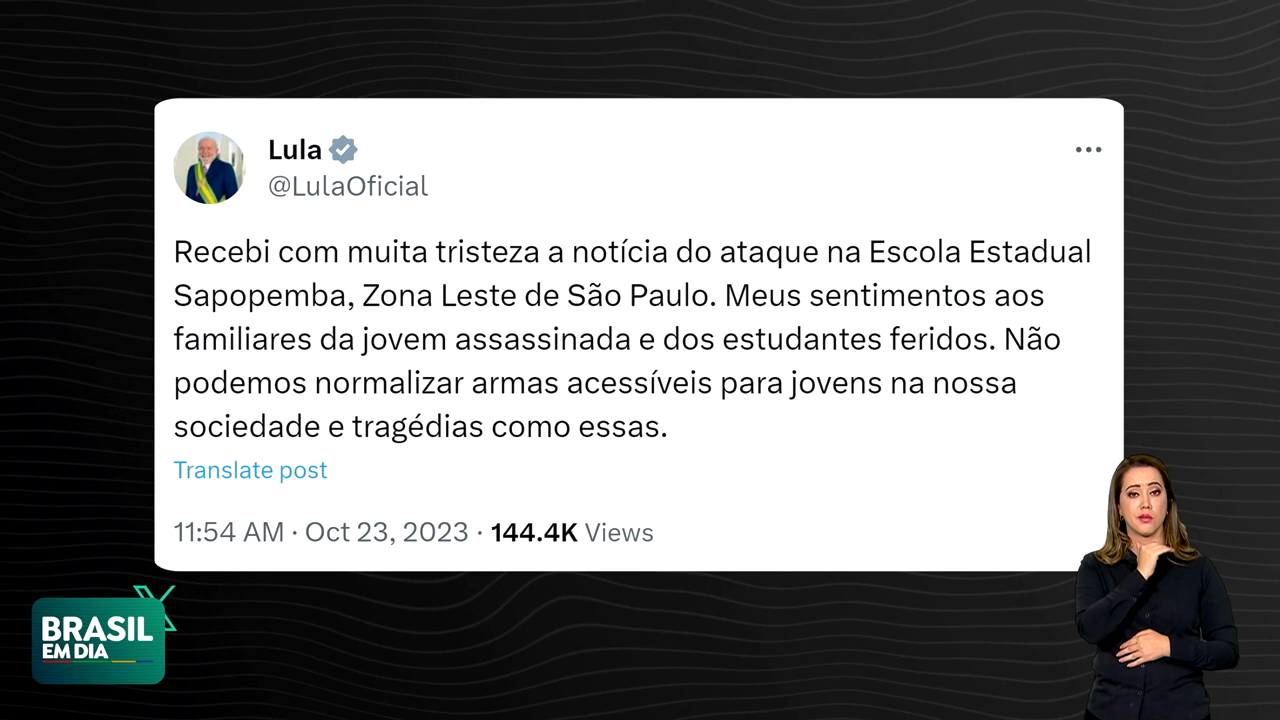 Lula
@LulaOficial
Recebi com muita tristeza a notícia do ataque na Escola Estadual
Sapopemba, Zona Leste de São Paulo. Meus sentimentos aos
familiares da jovem assassinada e dos estudantes feridos. Não
podemos normalizar armas acessíveis para jovens na nossa
sociedade e tragédias como essas.
Translate post
11:54 AM · Oct 23, 2023 · 144.4K Views
BRASIL
EM DIA